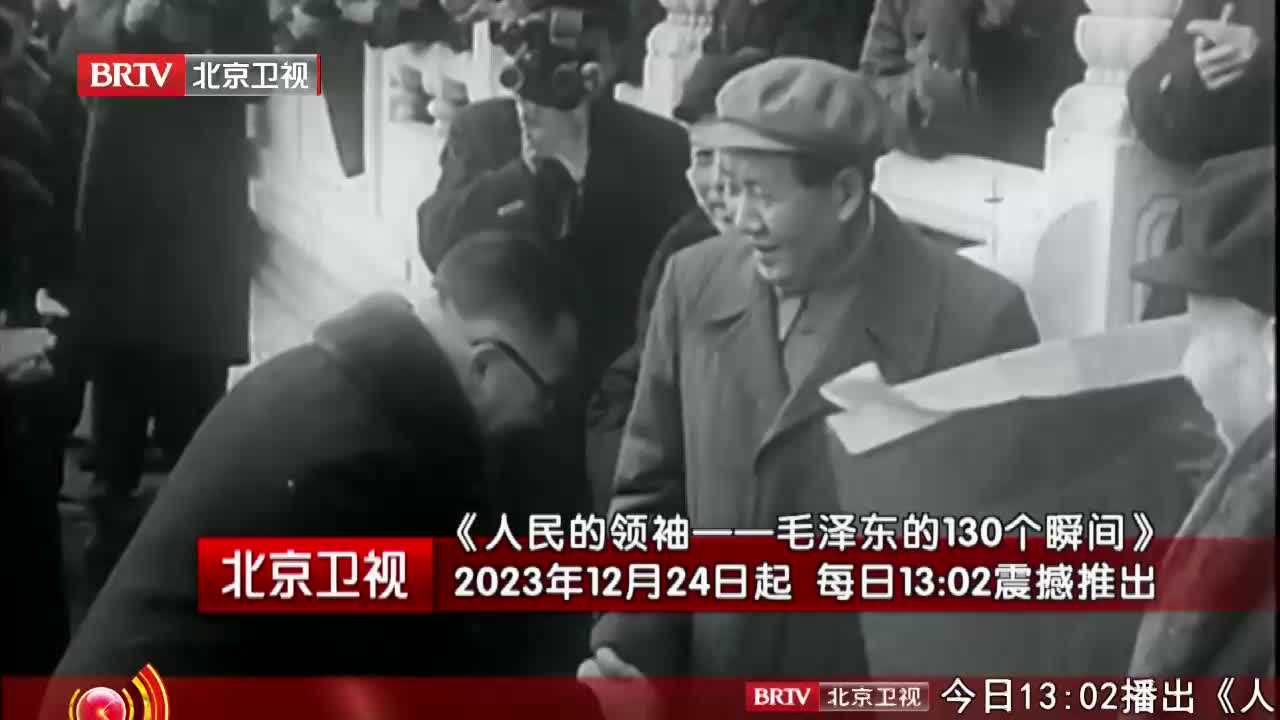 BRTV 北京卫视
《人民的领袖——毛泽东的130个瞬间》
北京卫视
2023年12月24日起 每日13:02震撼推出
BRTV 北京卫视 今日13:02播出《人